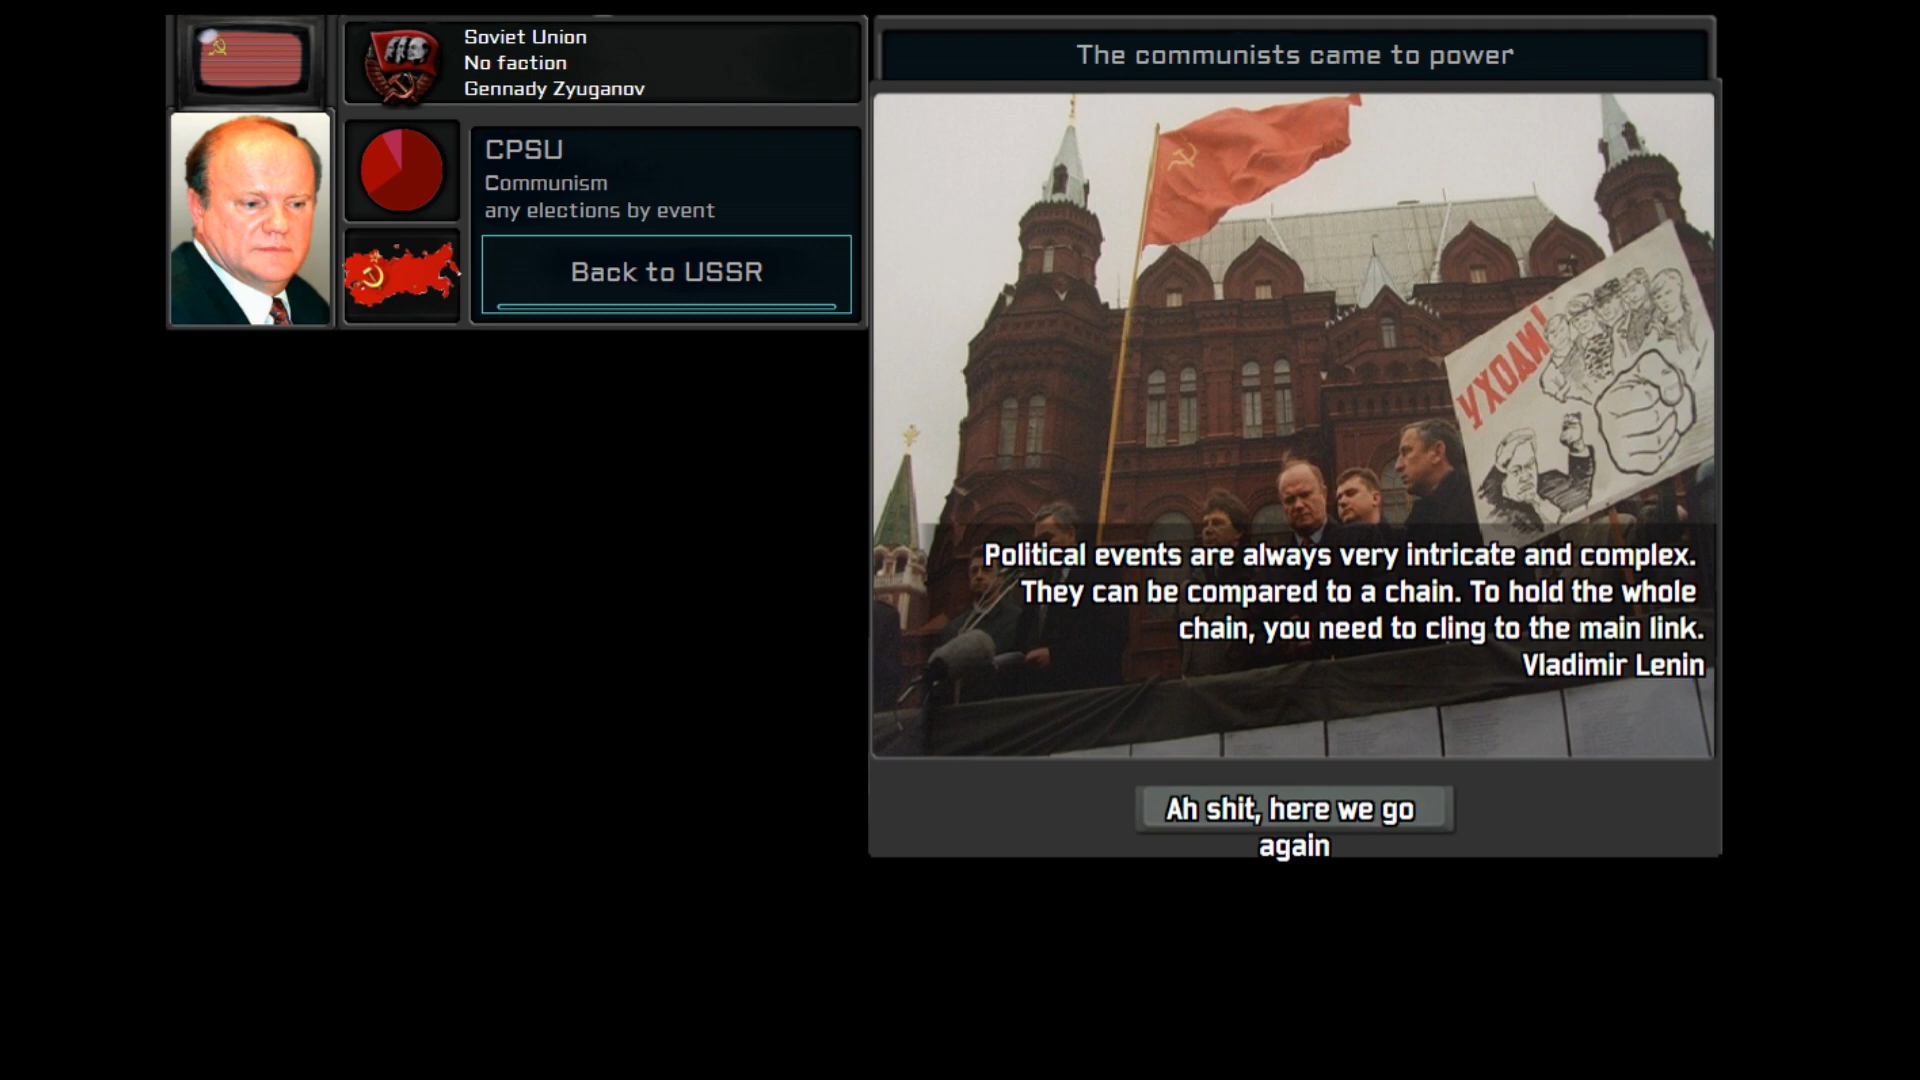 Soviet Union
No faction
Gennady Zyuganov
CPSU
Communism
any elections by event
Back to USSR
The communists came to power
УХОДИ!
Political events are always very intricate and complex.
They can be compared to a chain. To hold the whole
chain, you need to cling to the main link.
Vladimir Lenin
Ah shit, here we go
again